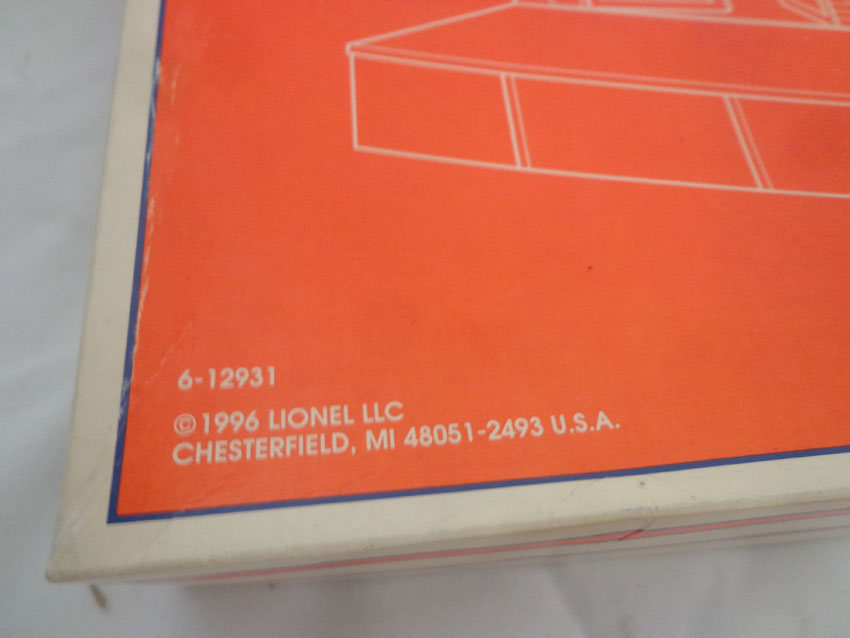 6-12931
©1996 LIONEL LLC
CHESTERFIELD, MI 48051-2493 U.S.A.